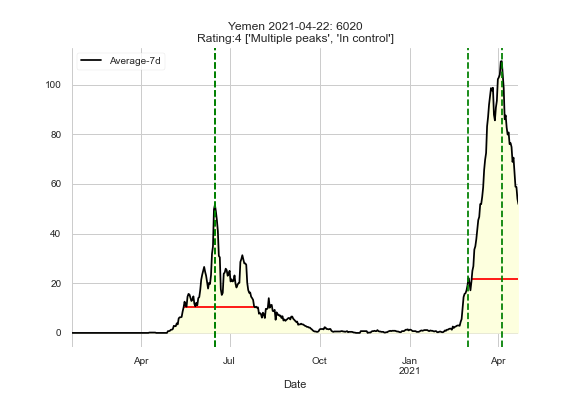 Yemen 2021-04-22: 6020
Rating:4 ['Multiple peaks', 'In control']
Average-7d
100
80
60
40
20
0
Apr
Jul
Oct
Jan
2021
Apr
Date